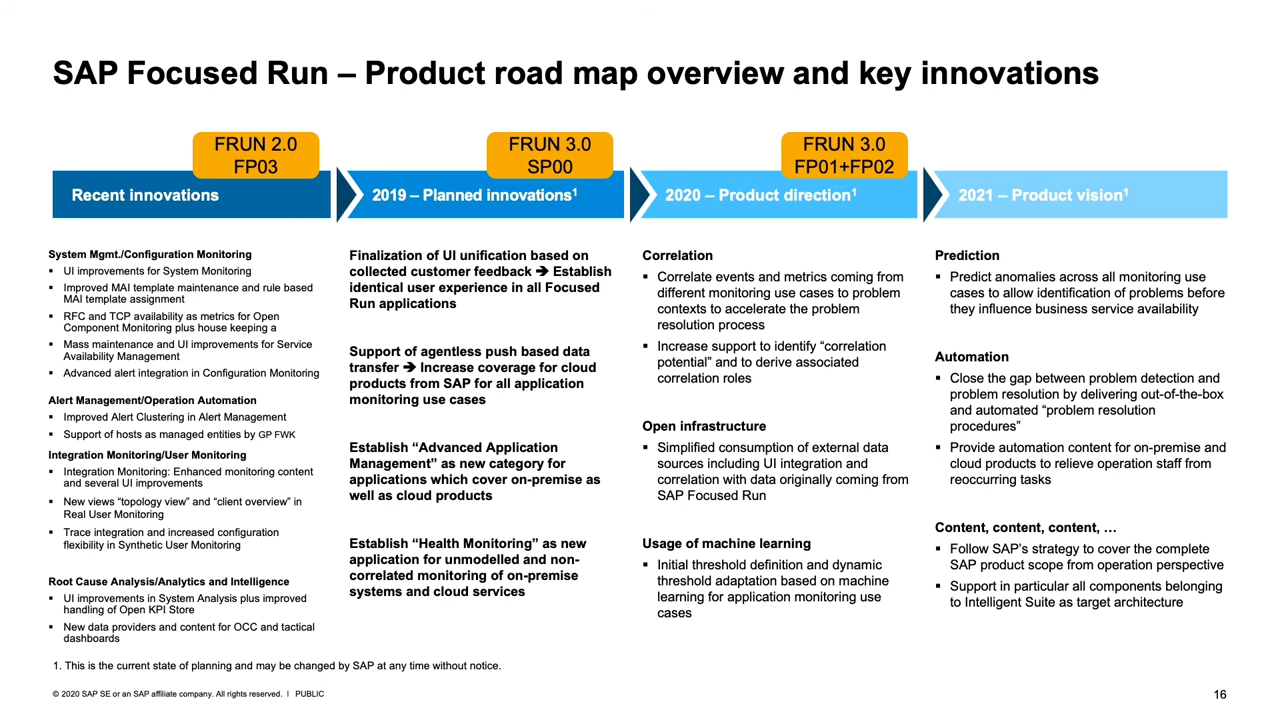 SAP Focused Run – Product road map overview and key innovations
FRUN 2.0
FP03
Recent innovations
System Mgmt./Configuration Monitoring
▪ UI improvements for System Monitoring
▪ Improved MAI template maintenance and rule based
MAI template assignment
▪ RFC and TCP availability as metrics for Open
Component Monitoring plus house keeping a
▪ Mass maintenance and UI improvements for Service
Availability Management
▪ Advanced alert integration in Configuration Monitoring
Alert Management/Operation Automation
▪ Improved Alert Clustering in Alert Management
▪ Support of hosts as managed entities by GP FWK
Integration Monitoring/User Monitoring
▪ Integration Monitoring: Enhanced monitoring content
and several UI improvements
▪ New views “topology view” and “client overview” in
Real User Monitoring
▪ Trace integration and increased configuration
flexibility in Synthetic User Monitoring
Root Cause Analysis/Analytics and Intelligence
▪ UI improvements in System Analysis plus improved
handling of Open KPI Store
▪ New data providers and content for OCC and tactical
dashboards
FRUN 3.0
SP00
2019 – Planned innovations¹
Finalization of UI unification based on
collected customer feedback ➔ Establish
identical user experience in all Focused
Run applications
Support of agentless push based data
transfer ➔ Increase coverage for cloud
products from SAP for all application
monitoring use cases
Establish “Advanced Application
Management” as new category for
applications which cover on-premise as
well as cloud products
Establish “Health Monitoring” as new
application for unmodelled and non-
correlated monitoring of on-premise
systems and cloud services
FRUN 3.0
FP01+FP02
2020 – Product direction¹
Correlation
▪ Correlate events and metrics coming from
different monitoring use cases to problem
contexts to accelerate the problem
resolution process
▪ Increase support to identify “correlation
potential” and to derive associated
correlation roles
Open infrastructure
▪ Simplified consumption of external data
sources including UI integration and
correlation with data originally coming from
SAP Focused Run
Usage of machine learning
▪ Initial threshold definition and dynamic
threshold adaptation based on machine
learning for application monitoring use
cases
2021 – Product vision¹
Prediction
▪ Predict anomalies across all monitoring use
cases to allow identification of problems before
they influence business service availability
Automation
▪ Close the gap between problem detection and
problem resolution by delivering out-of-the-box
and automated “problem resolution
procedures”
▪ Provide automation content for on-premise and
cloud products to relieve operation staff from
reoccurring tasks
Content, content, content, …
▪ Follow SAP’s strategy to cover the complete
SAP product scope from operation perspective
▪ Support in particular all components belonging
to Intelligent Suite as target architecture
1. This is the current state of planning and may be changed by SAP at any time without notice.
© 2020 SAP SE or an SAP affiliate company. All rights reserved. I PUBLIC
16